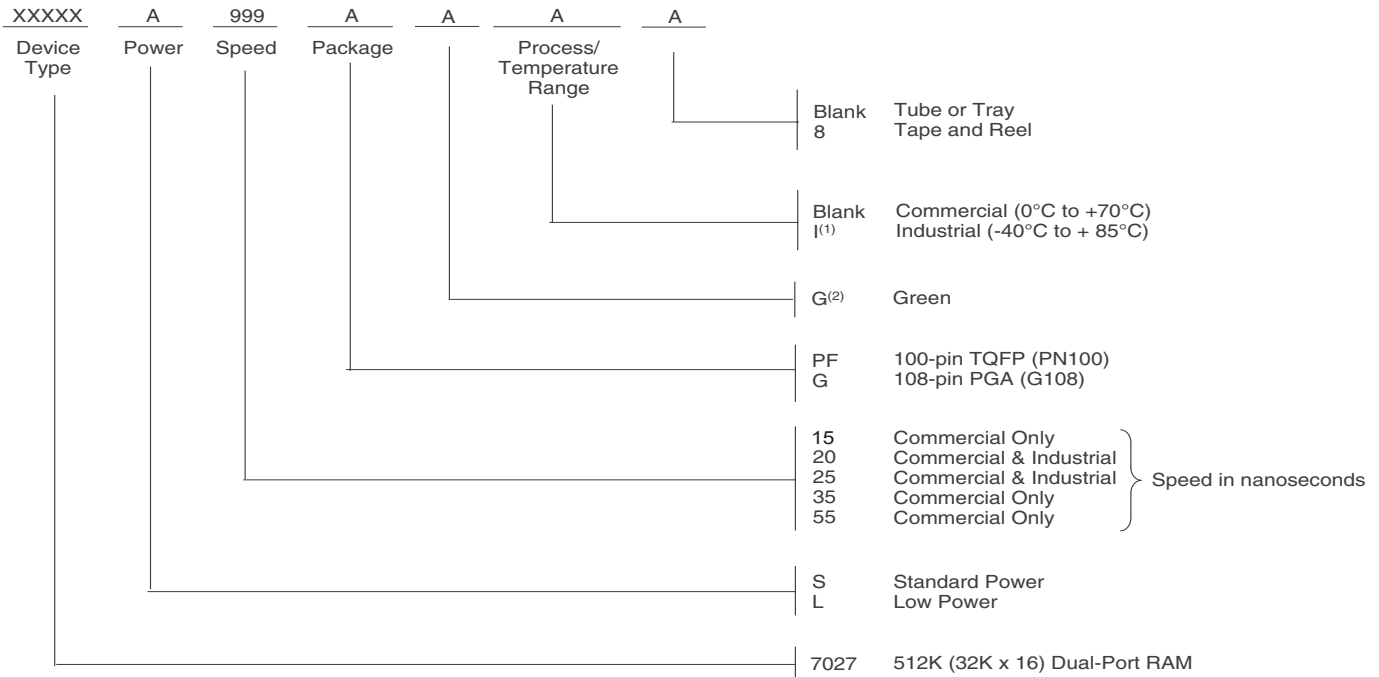 XXXXX A 999 A A A A
Device Type
Power
Speed
Package
Process/
Temperature
Range
Blank Tube or Tray
8 Tape and Reel
Blank Commercial (0°C to +70°C)
I(1) Industrial (-40°C to + 85°C)
G(2) Green
PF 100-pin TQFP (PN100)
G 108-pin PGA (G108)
15 Commercial Only
20 Commercial & Industrial
25 Commercial & Industrial
35 Commercial Only
55 Commercial Only
Speed in nanoseconds
S Standard Power
L Low Power
7027 512K (32K x 16) Dual-Port RAM